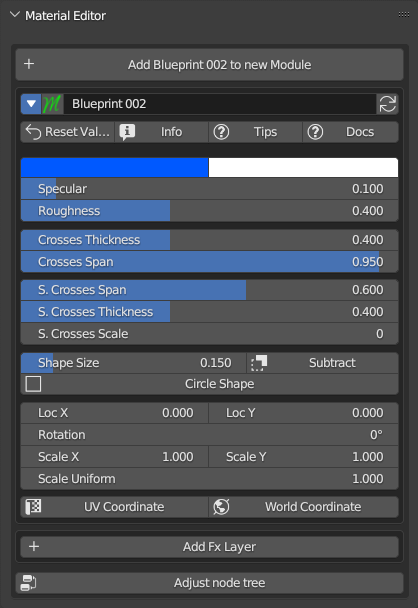 Material Editor
Add Blueprint 002 to new Module
Blueprint 002
Reset Val... Info Tips Docs
Specular 0.100
Roughness 0.400
Crosses Thickness 0.400
Crosses Span 0.950
S. Crosses Span 0.600
S. Crosses Thickness 0.400
S. Crosses Scale 0
Shape Size 0.150 Subtract
Circle Shape
Loc X 0.000 Loc Y 0.000
Rotation 0°
Scale X 1.000 Scale Y 1.000
Scale Uniform 1.000
UV Coordinate World Coordinate
Add Fx Layer
Adjust node tree